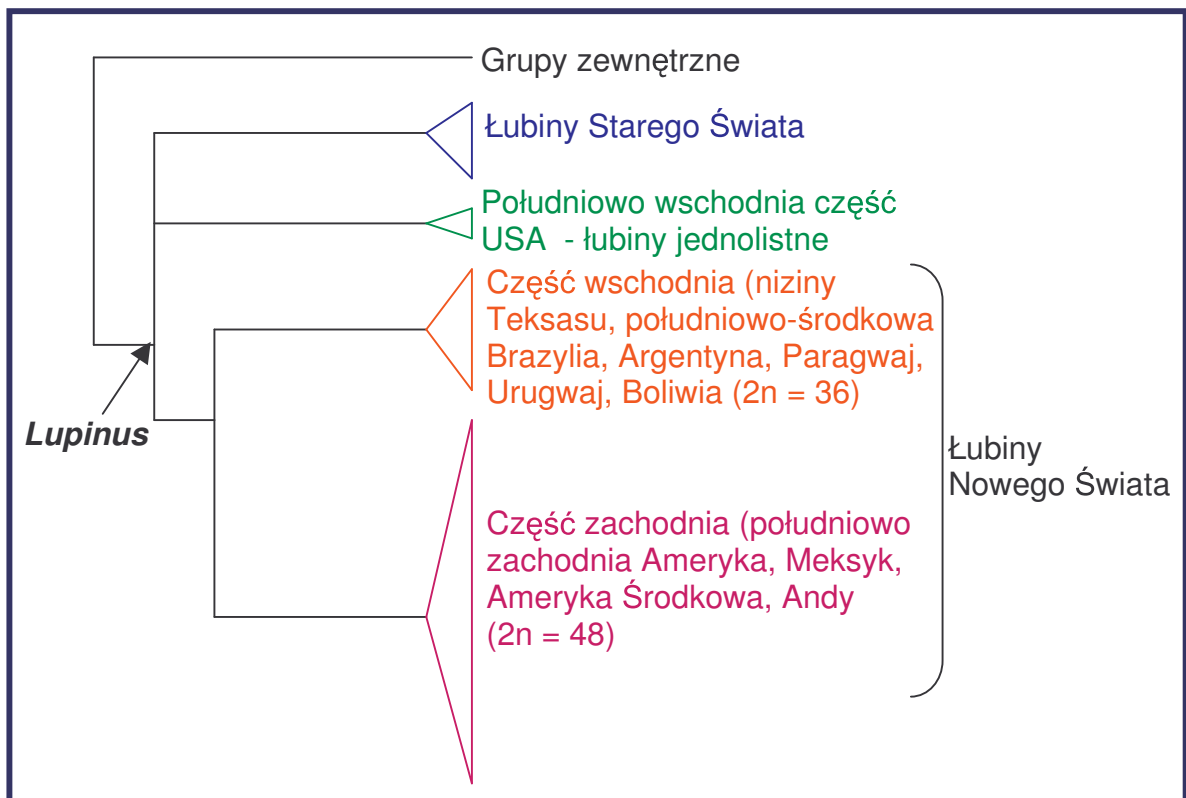 Grupy zewnętrzne
Łubiny Starego Świata
Południowo wschodnia część
USA - łubiny jednolistne
Część wschodnia (niziny
Teksasu, południowo-środkowa
Brazylia, Argentyna, Paragwaj,
Urugwaj, Boliwia (2n = 36)
Lupinus
Łubiny
Nowego Świata
Część zachodnia (południowo
zachodnia Ameryka, Meksyk,
Ameryka Środkowa, Andy
(2n = 48)